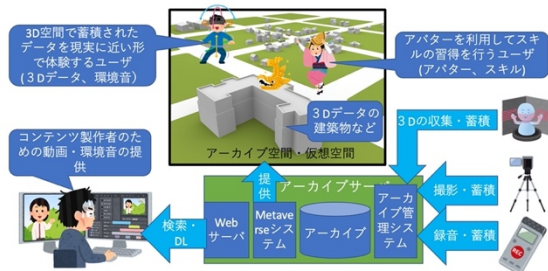 3D空間で蓄積された
データを現実に近い形
で体験するユーザ
(3Dデータ、環境音)
アバターを利用してスキ
ルの習得を行うユーザ
(アバター、スキル)
3Dデータの
建築物など
アーカイブ空間・仮想空間
コンテンツ製作者のた
めの動画・環境音の提
供
3Dの収集・蓄積
提供
アーカイブサーバ
撮影・蓄積
検索・
DL
Web
サーバ
Metave
rseシス
テム
アーカイブ
アーカ
イブ管
理シス
テム
録音・蓄積
REC